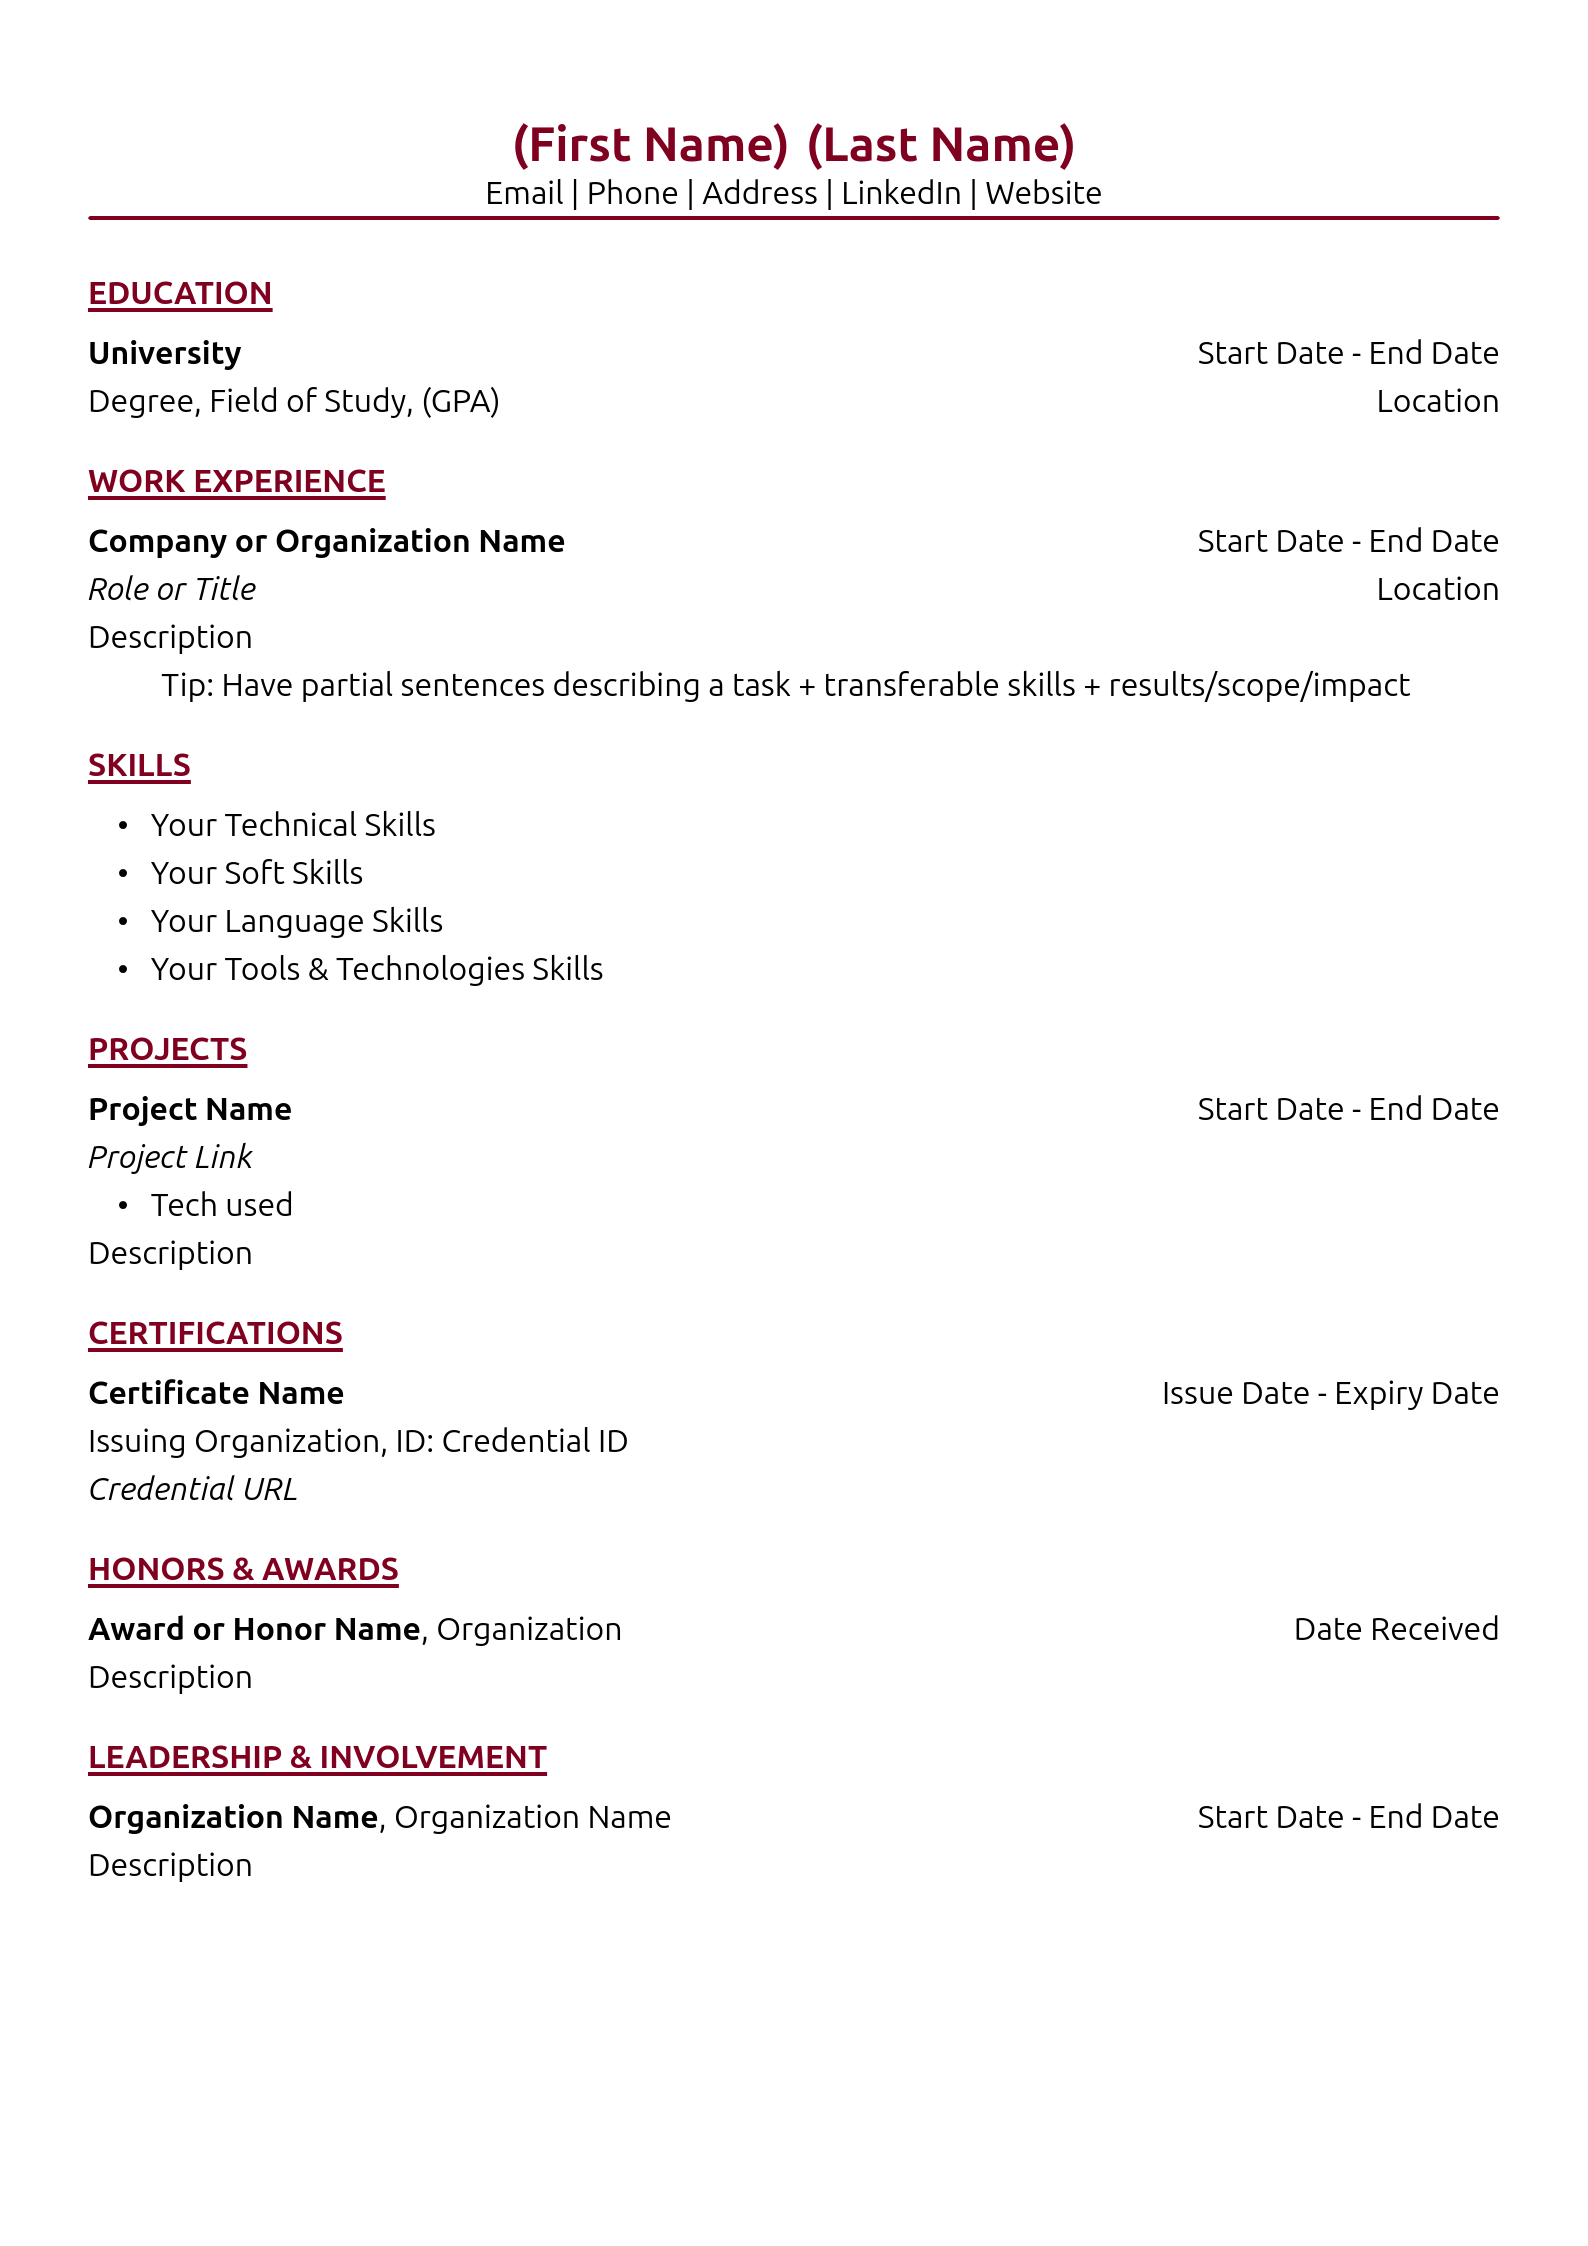 (First Name) (Last Name)
Email | Phone | Address | LinkedIn | Website
EDUCATION
University Start Date - End Date
Degree, Field of Study, (GPA) Location
WORK EXPERIENCE
Company or Organization Name Start Date - End Date
Role or Title Location
Description
Tip: Have partial sentences describing a task + transferable skills + results/scope/impact
SKILLS
• Your Technical Skills
• Your Soft Skills
• Your Language Skills
• Your Tools & Technologies Skills
PROJECTS
Project Name Start Date - End Date
Project Link
• Tech used
Description
CERTIFICATIONS
Certificate Name Issue Date - Expiry Date
Issuing Organization, ID: Credential ID
Credential URL
HONORS & AWARDS
Award or Honor Name, Organization Date Received
Description
LEADERSHIP & INVOLVEMENT
Organization Name, Organization Name Start Date - End Date
Description